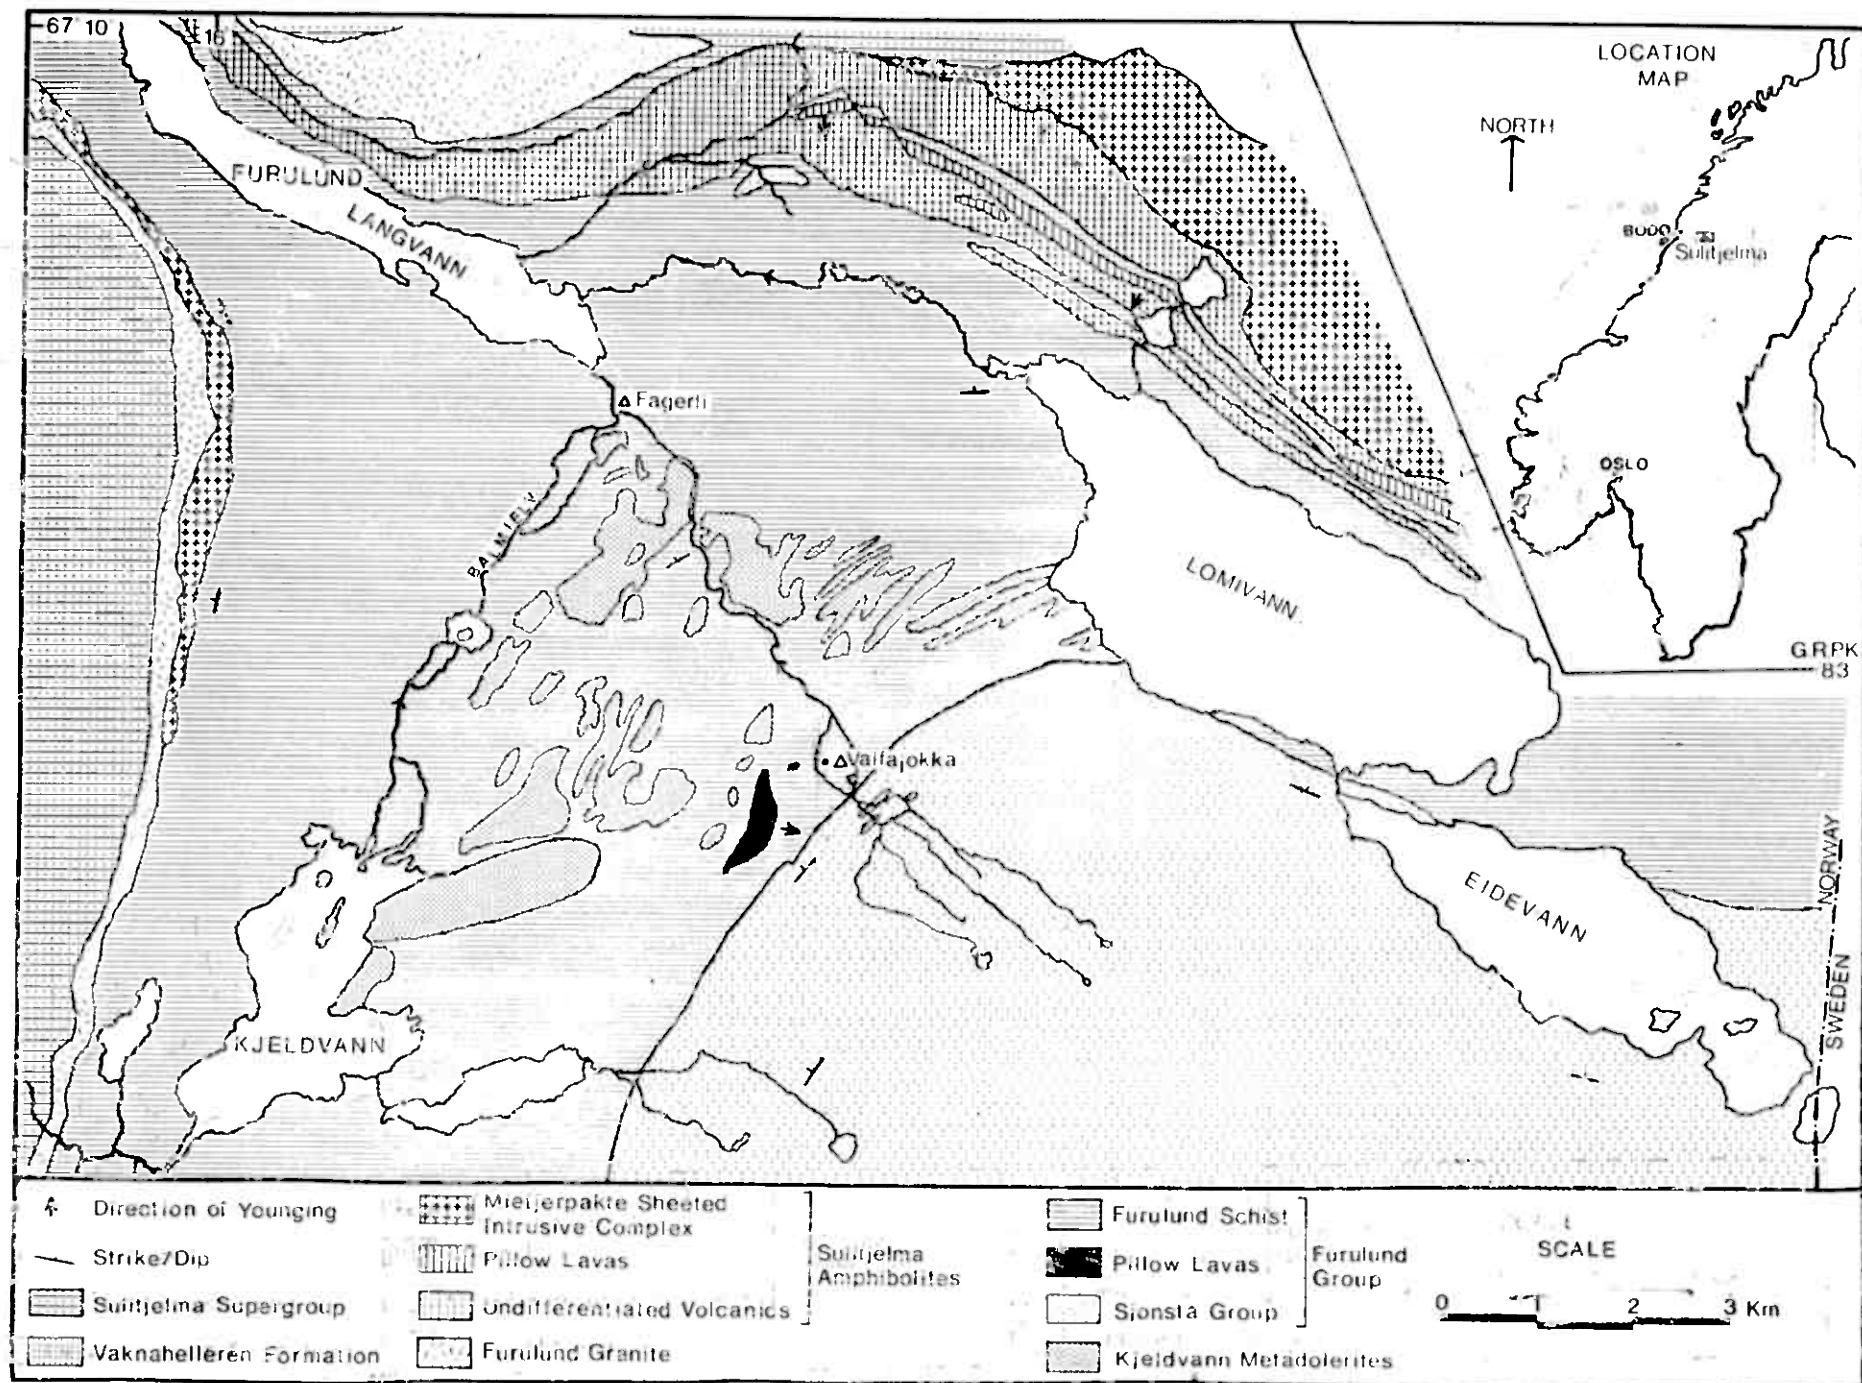 67 10
16
LOCATION
MAP
NORTH
BODO
Sulitjelma
OSLO
G.R.P.K
83
FURULUND
LANGVANN
Fagerli
BALMIELV
LOMIVANN
Vaifajokka
EIDEVANN
KJELDVANN
NORWAY
SWEDEN
Direction of Younging
Strike/Dip
Sulitjelma Supergroup
Vaknahelleren Formation
Mietjerpakte Sheeted
Intrusive Complex
Pillow Lavas
Undifferentiated Volcanics
Furulund Granite
Sulitjelma
Amphibolites
Furulund Schist
Pillow Lavas
Sjonsta Group
Kjeldvann Metadolerites
Furulund
Group
SCALE
0 1 2 3 Km